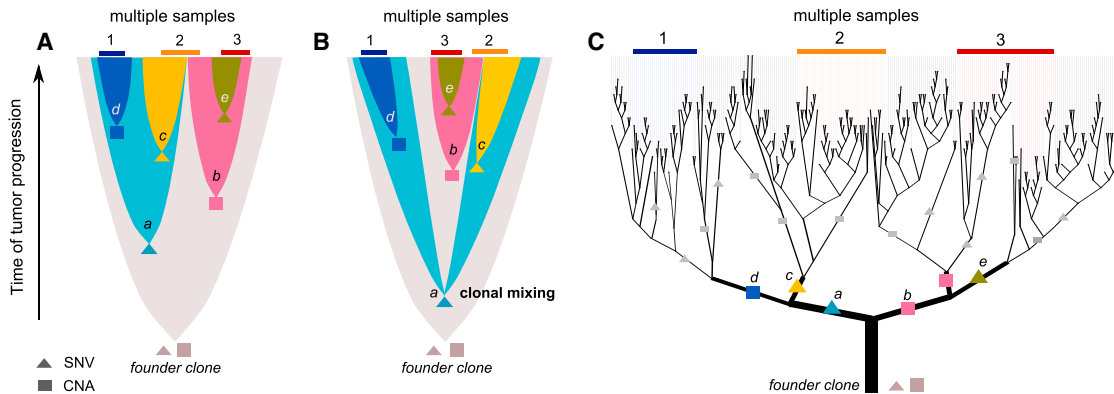 multiple samples
multiple samples
multiple samples
A
1
2
3
B
1
3
2
C
1
2
3
Time of tumor progression
d
e
c
b
a
d
e
b
c
a
clonal mixing
d
c
a
b
e
SNV
CNA
founder clone
founder clone
founder clone